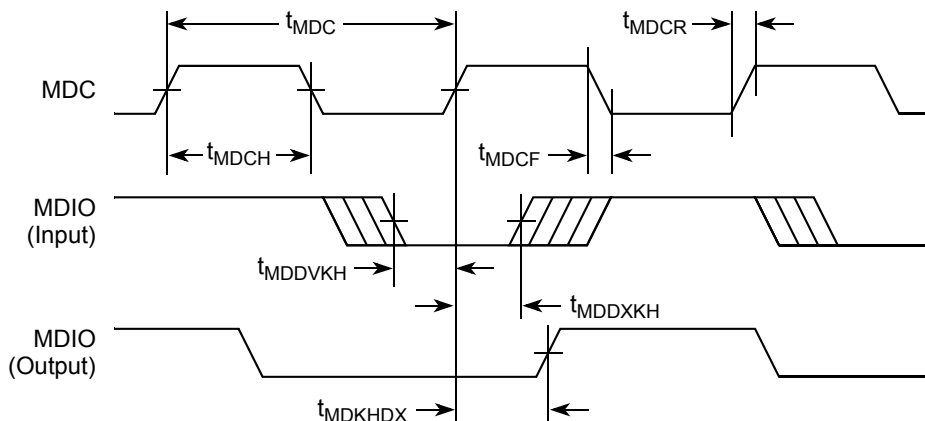 tMDC
tMDCR
MDC
tMDCH
tMDCF
MDIO
(Input)
tMDDVKH
tMDDXKH
MDIO
(Output)
tMDKHDX